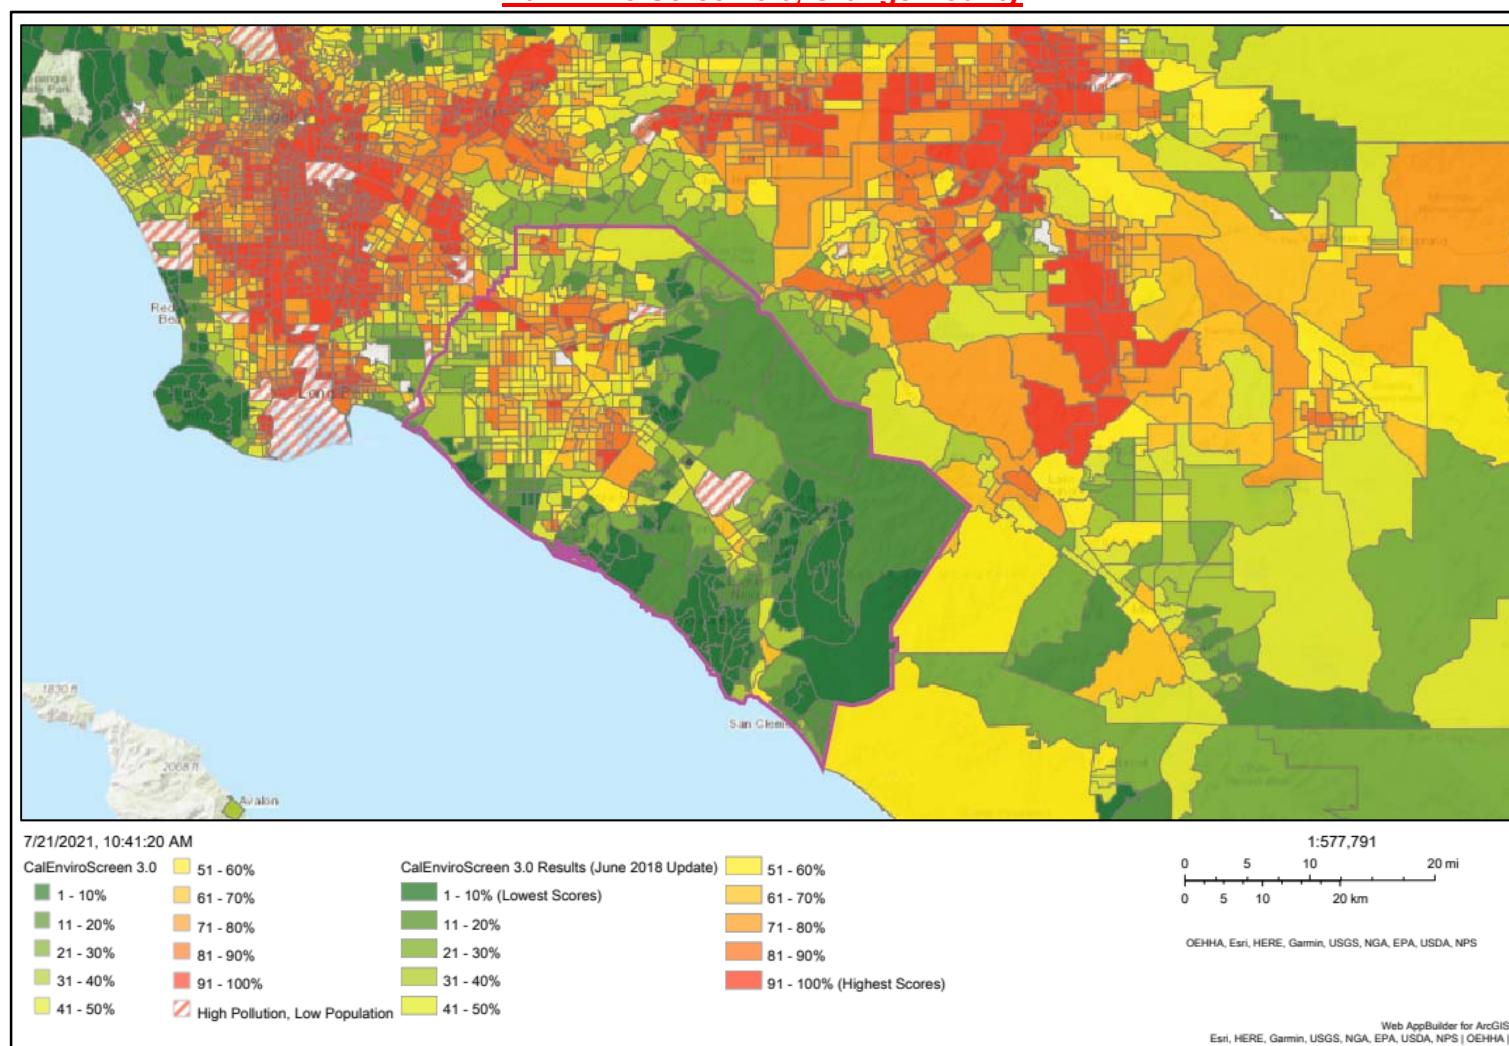 1830 ft
2068 ft
Avalon
San Cleme
7/21/2021, 10:41:20 AM
CalEnviroScreen 3.0
1 - 10%
11 - 20%
21 - 30%
31 - 40%
41 - 50%
51 - 60%
61 - 70%
71 - 80%
81 - 90%
91 - 100%
High Pollution, Low Population
CalEnviroScreen 3.0 Results (June 2018 Update)
1 - 10% (Lowest Scores)
11 - 20%
21 - 30%
31 - 40%
41 - 50%
51 - 60%
61 - 70%
71 - 80%
81 - 90%
91 - 100% (Highest Scores)
1:577,791
0 5 10 20 mi
0 5 10 20 km
OEHHA, Esri, HERE, Garmin, USGS, NGA, EPA, USDA, NPS
Web AppBuilder for ArcGIS
Esri, HERE, Garmin, USGS, NGA, EPA, USDA, NPS | OEHHA |